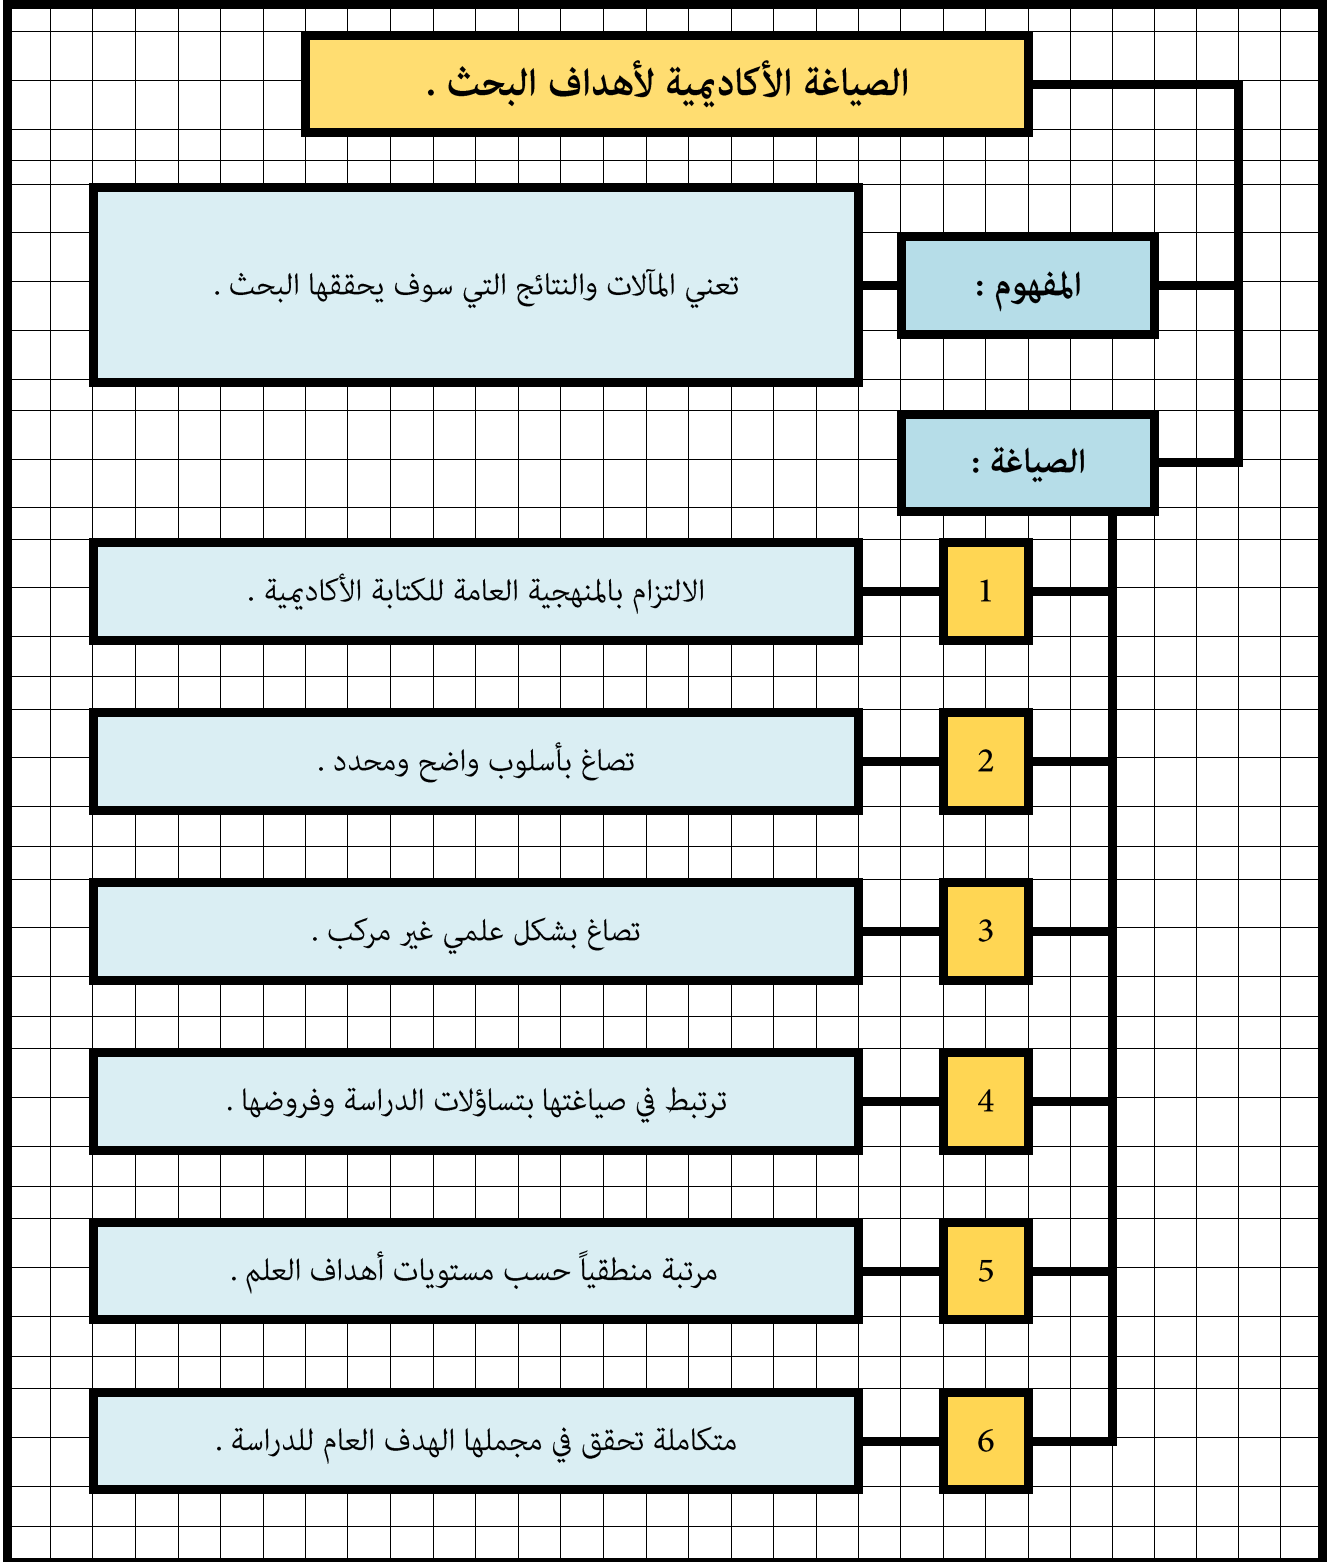 الصياغة الأكاديمية لأهداف البحث .
المفهوم :
تعني المآلات والنتائج التي سوف يحققها البحث .
الصياغة :
1
الالتزام بالمنهجية العامة للكتابة الأكاديمية .
2
تصاغ بأسلوب واضح ومحدد .
3
تصاغ بشكل علمي غير مركب .
4
ترتبط في صياغتها بتساؤلات الدراسة وفروضها .
5
مرتبة منطقياً حسب مستويات أهداف العلم .
6
متكاملة تحقق في مجملها الهدف العام للدراسة .